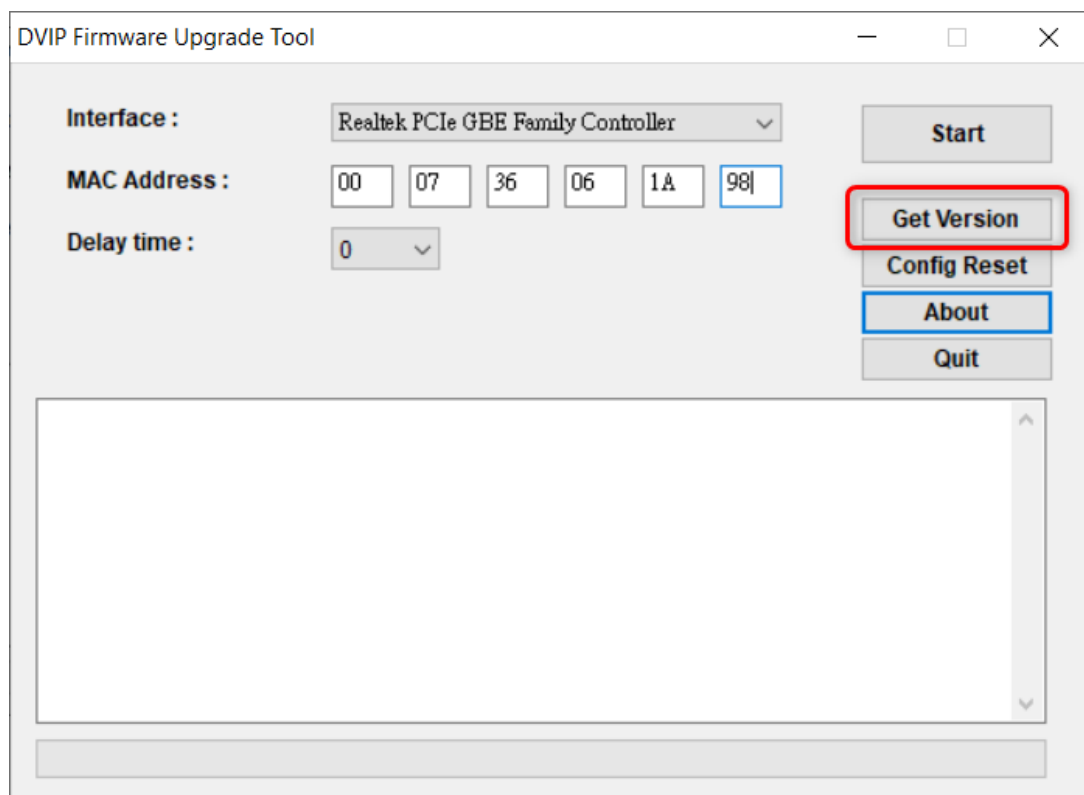 DVIP Firmware Upgrade Tool
Interface :
Realtek PCIe GBE Family Controller
Start
MAC Address :
00 07 36 06 1A 98
Get Version
Delay time :
0
Config Reset
About
Quit